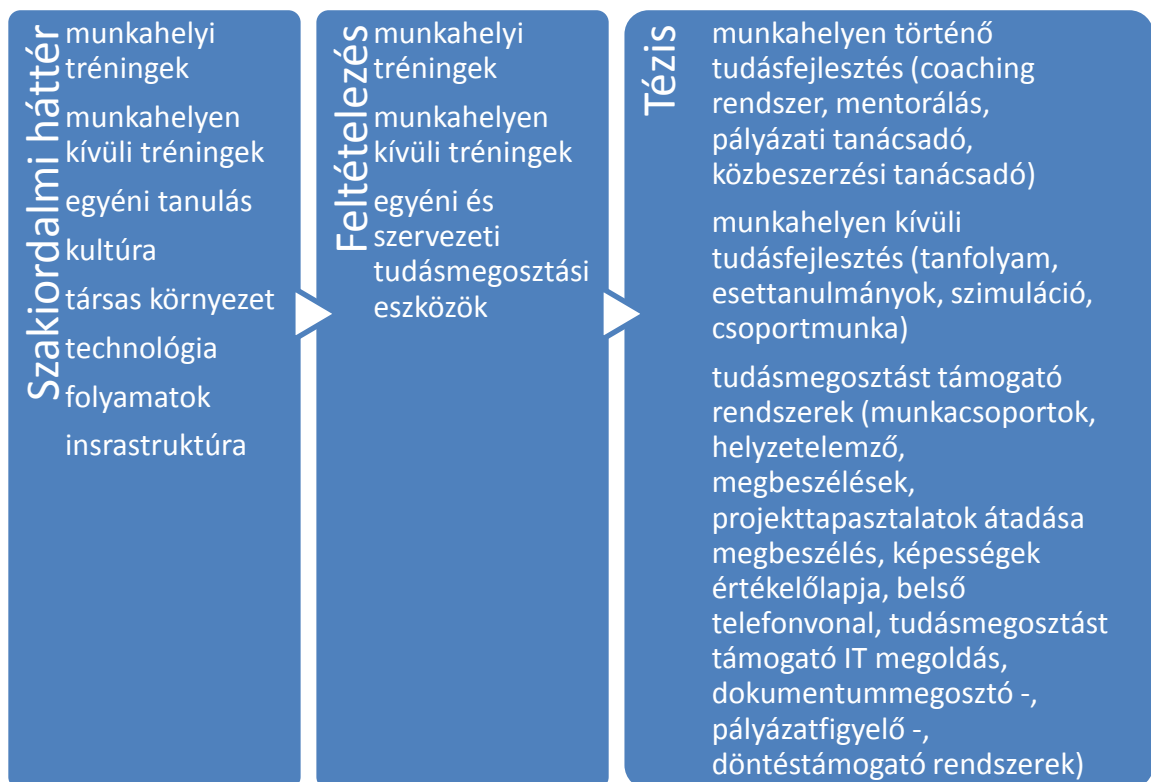 Szakiordalmi háttér
munkahelyi
tréningek
munkahelyen
kívüli tréningek
egyéni tanulás
kultúra
társas környezet
technológia
folyamatok
insrastruktúra
Feltételezés
munkahelyi
tréningek
munkahelyen
kívüli tréningek
egyéni és
szervezeti
tudásmegosztási
eszközök
Tézis
munkahelyen történő
tudásfejlesztés (coaching
rendszer, mentorálás,
pályázati tanácsadó,
közbeszerzési tanácsadó)
munkahelyen kívüli
tudásfejlesztés (tanfolyam,
esettanulmányok, szimuláció,
csoportmunka)
tudásmegosztást támogató
rendszerek (munkacsoportok,
helyzetelemző,
megbeszélések,
projekttapasztalatok átadása
megbeszélés, képességek
értékelőlapja, belső
telefonvonal, tudásmegosztást
támogató IT megoldás,
dokumentummegosztó -,
pályázatfigyelő -,
döntéstámogató rendszerek)